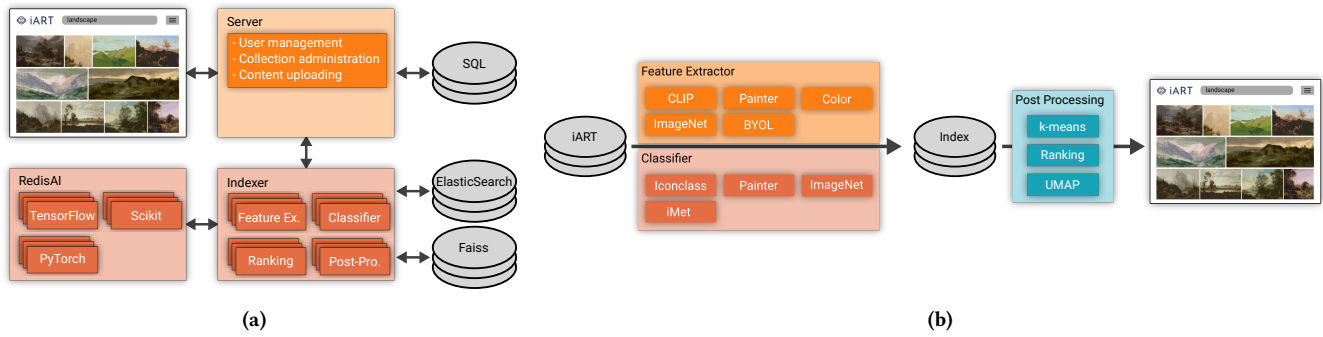 iART
landscape
Server
- User management
- Collection administration
- Content uploading
SQL
RedisAI
TensorFlow
Scikit
PyTorch
Indexer
Feature Ex.
Classifier
Ranking
Post-Pro.
ElasticSearch
Faiss
(a)
iART
Feature Extractor
CLIP
Painter
Color
ImageNet
BYOL
Classifier
Iconclass
Painter
ImageNet
iMet
Index
Post Processing
k-means
Ranking
UMAP
iART
landscape
(b)